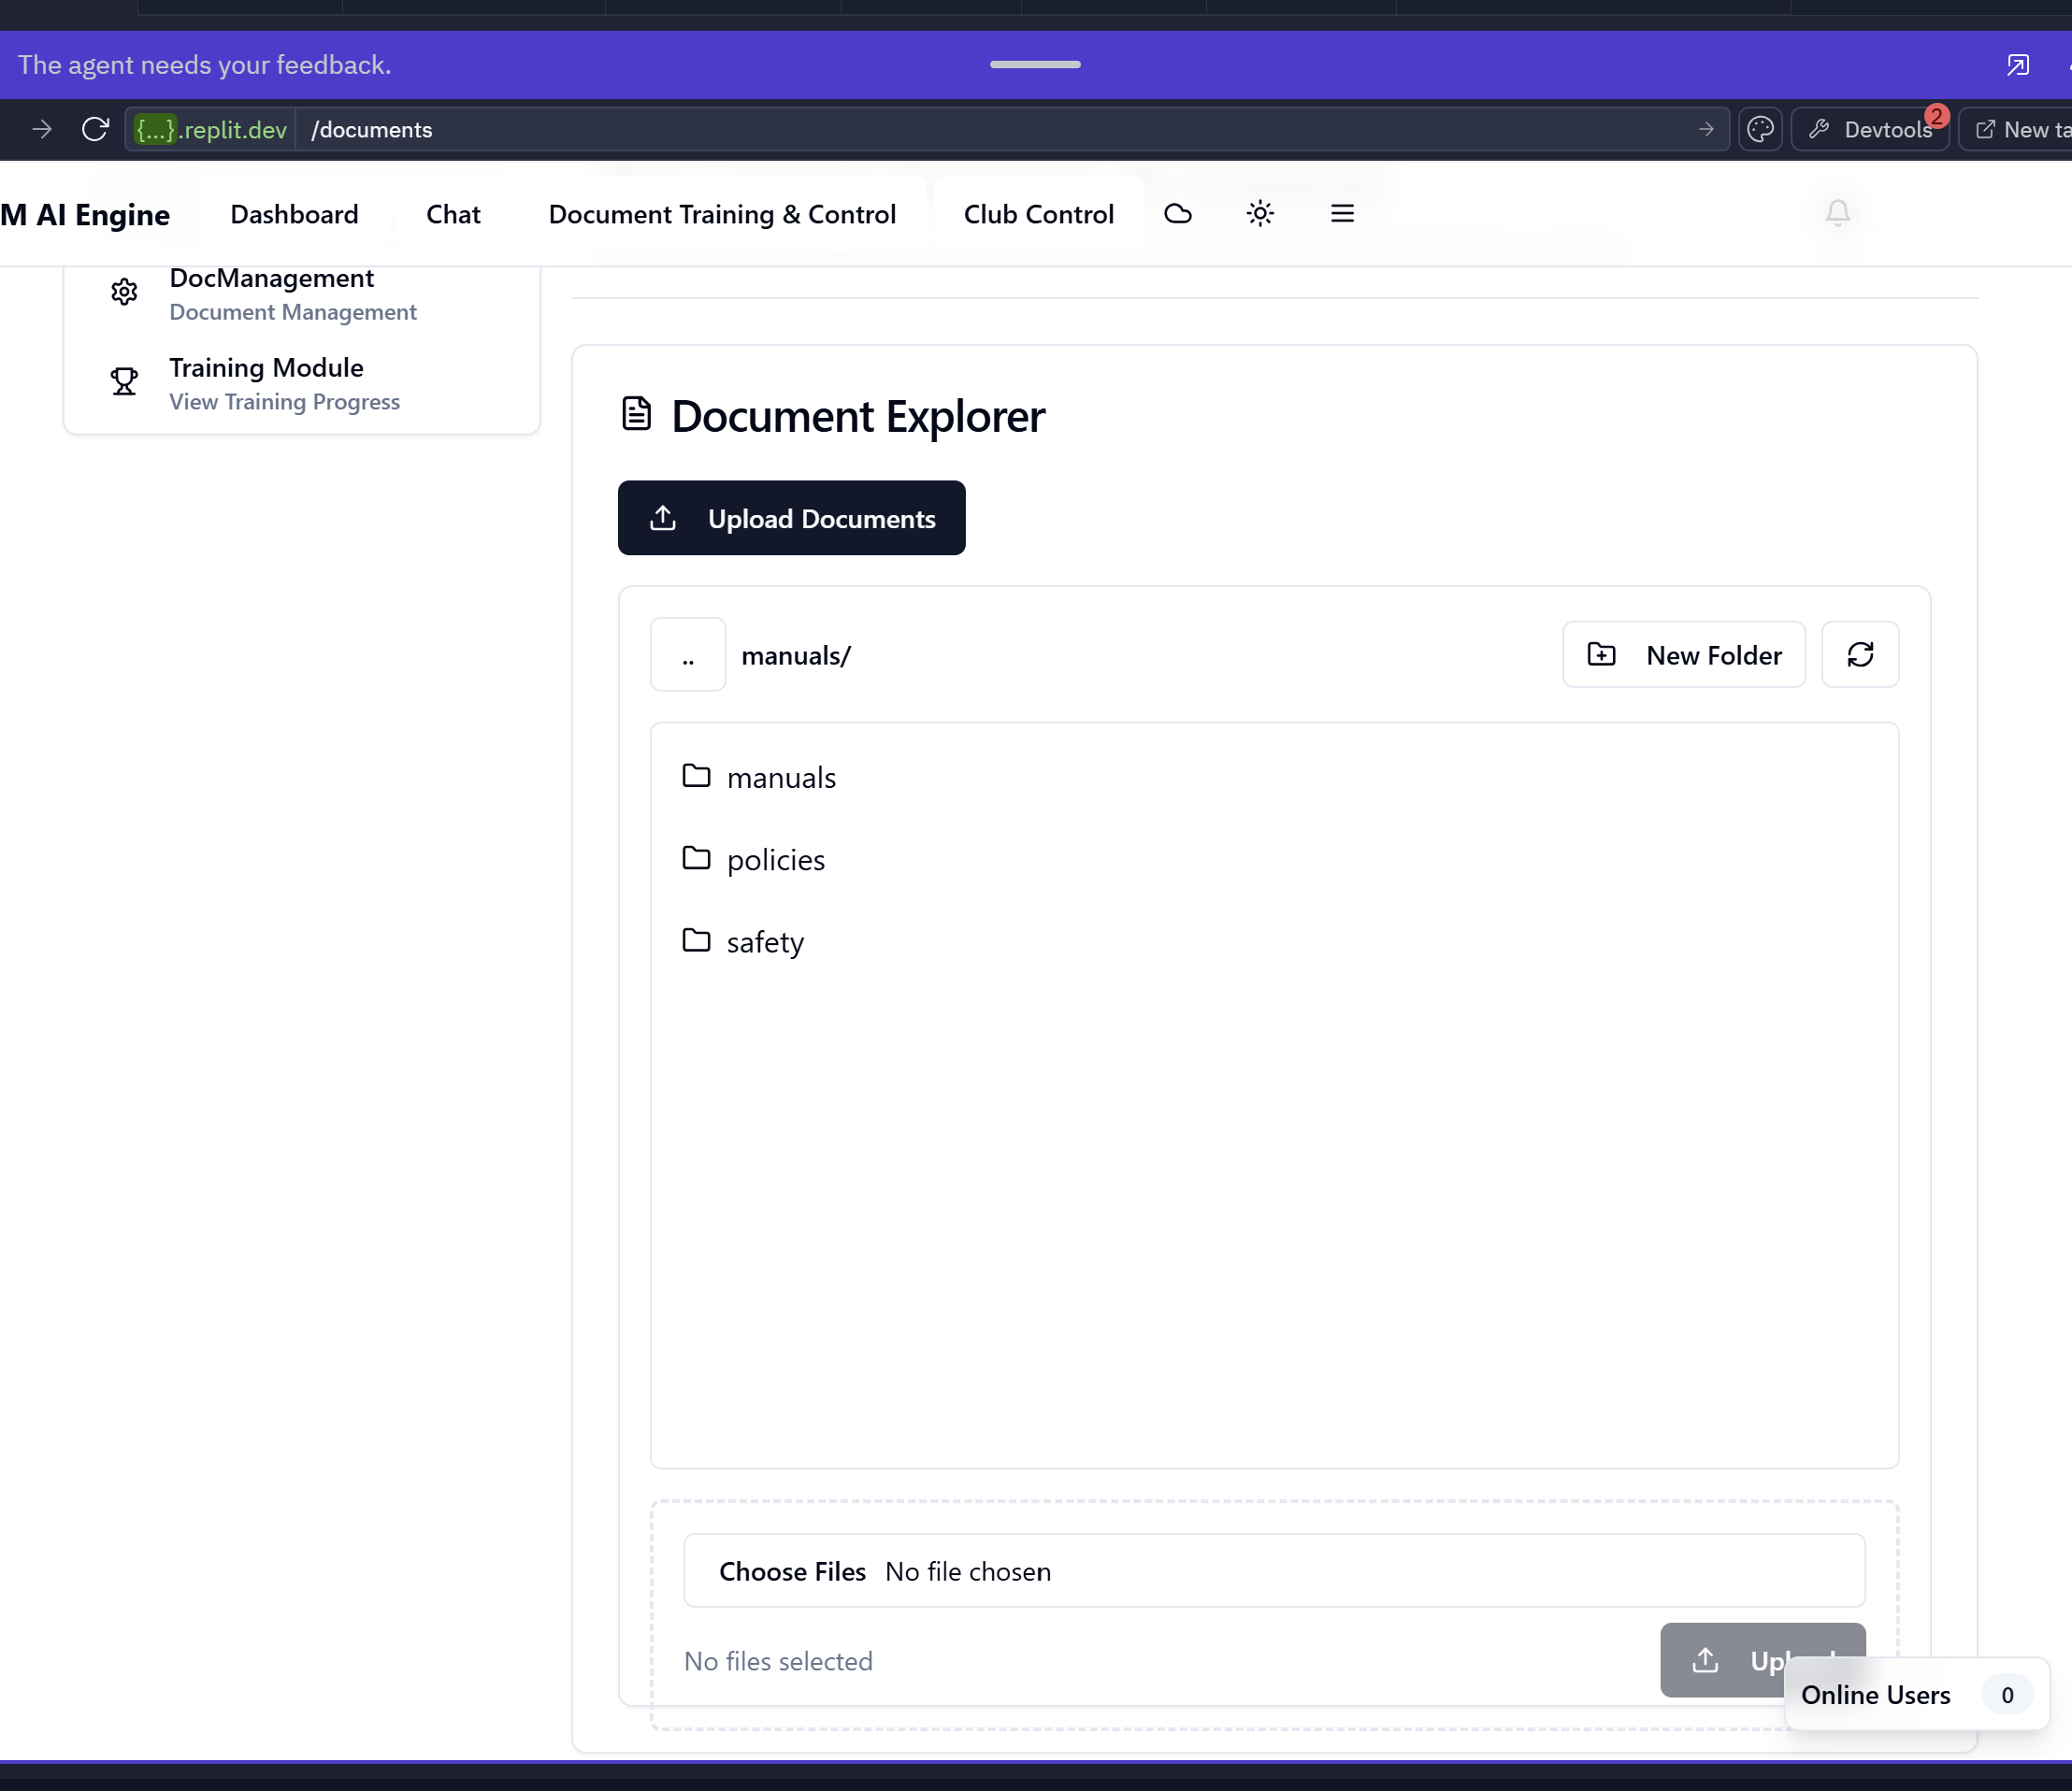 The agent needs your feedback.
{...}.replit.dev /documents
Devtools 2
New ta
M AI Engine Dashboard Chat Document Training & Control Club Control
DocManagement
Document Management
Training Module
View Training Progress
Document Explorer
Upload Documents
.. manuals/ New Folder
manuals
policies
safety
Choose Files No file chosen
No files selected
Upl
Online Users 0